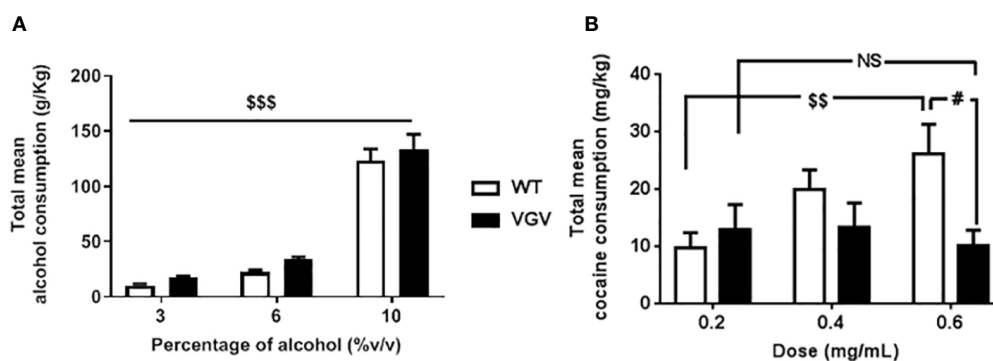 A
Total mean
alcohol consumption (g/Kg)
200
150
100
50
0
$$$
3 6 10
Percentage of alcohol (%v/v)
WT
VGV
B
Total mean
cocaine consumption (mg/kg)
40
30
20
10
0
NS
$$ #
0.2 0.4 0.6
Dose (mg/mL)